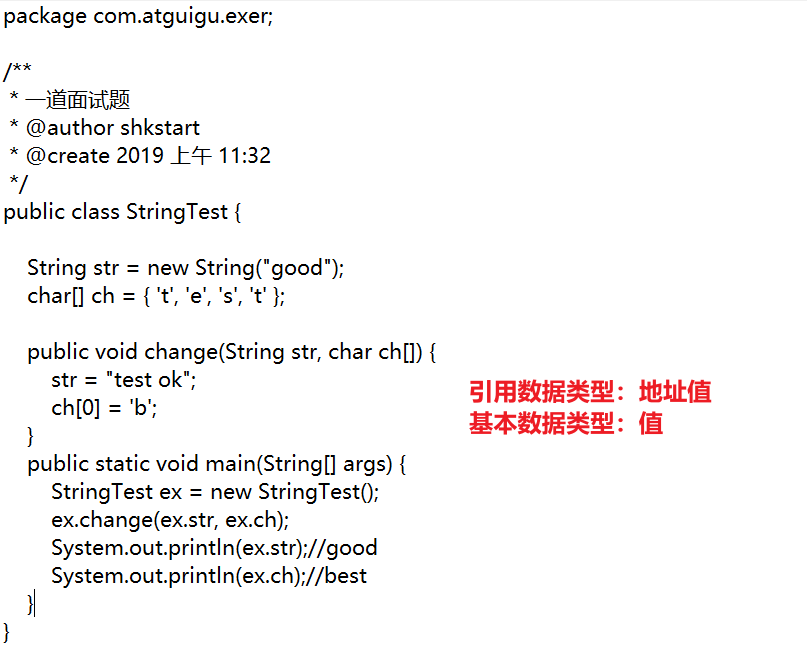 package com.atguigu.exer;
/**
 * 一道面试题
 * @author shkstart
 * @create 2019 上午 11:32
 */
public class StringTest {
    String str = new String("good");
    char[] ch = { 't', 'e', 's', 't' };
    public void change(String str, char ch[]) {
        str = "test ok";
        ch[0] = 'b';
引用数据类型：地址值
基本数据类型：值
    }
    public static void main(String[] args) {
        StringTest ex = new StringTest();
        ex.change(ex.str, ex.ch);
        System.out.println(ex.str);//good
        System.out.println(ex.ch);//best
    }
}